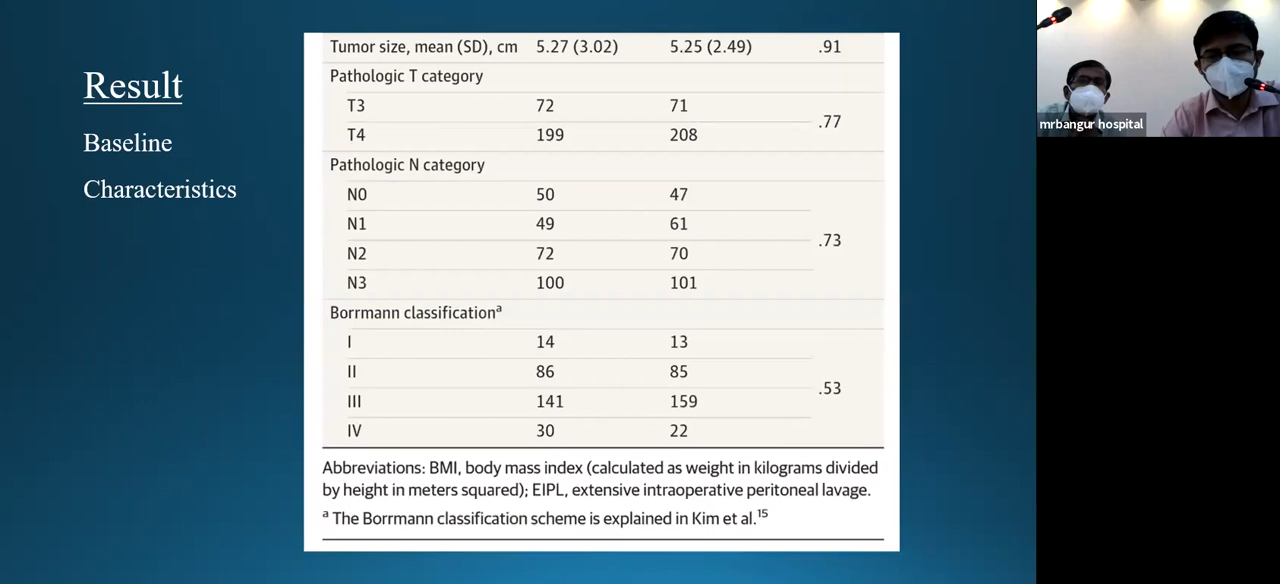 Result
Baseline
Characteristics
Tumor size, mean (SD), cm 5.27 (3.02) 5.25 (2.49) .91
Pathologic T category
T3 72 71
.77
T4 199 208
Pathologic N category
N0 50 47
N1 49 61
.73
N2 72 70
N3 100 101
Borrmann classificationa
I 14 13
II 86 85
.53
III 141 159
IV 30 22
Abbreviations: BMI, body mass index (calculated as weight in kilograms divided
by height in meters squared); EIPL, extensive intraoperative peritoneal lavage.
a The Borrmann classification scheme is explained in Kim et al.15
mrbangur hospital